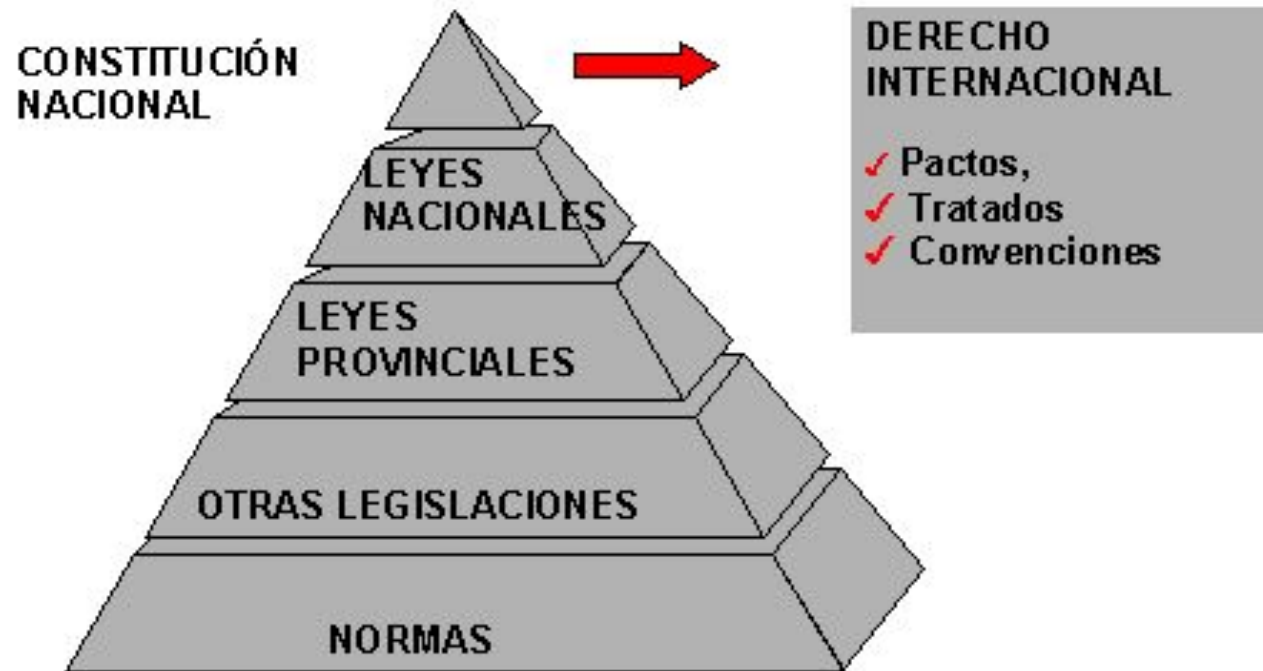 CONSTITUCIÓN
NACIONAL
DERECHO
INTERNACIONAL
✓ Pactos,
✓ Tratados
✓ Convenciones
LEYES
NACIONALES
LEYES
PROVINCIALES
OTRAS LEGISLACIONES
NORMAS